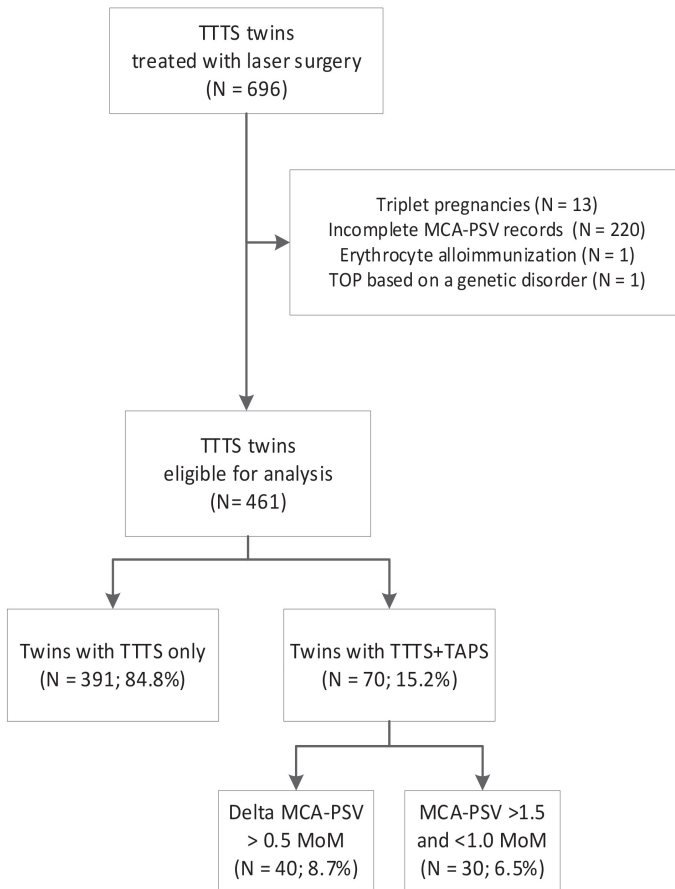 TTTS twins
treated with laser surgery
(N = 696)
Triplet pregnancies (N = 13)
Incomplete MCA-PSV records (N = 220)
Erythrocyte alloimmunization (N = 1)
TOP based on a genetic disorder (N = 1)
TTTS twins
eligible for analysis
(N= 461)
Twins with TTTS only
(N = 391; 84.8%)
Twins with TTTS+TAPS
(N = 70; 15.2%)
Delta MCA-PSV
> 0.5 MoM
(N = 40; 8.7%)
MCA-PSV >1.5
and <1.0 MoM
(N = 30; 6.5%)